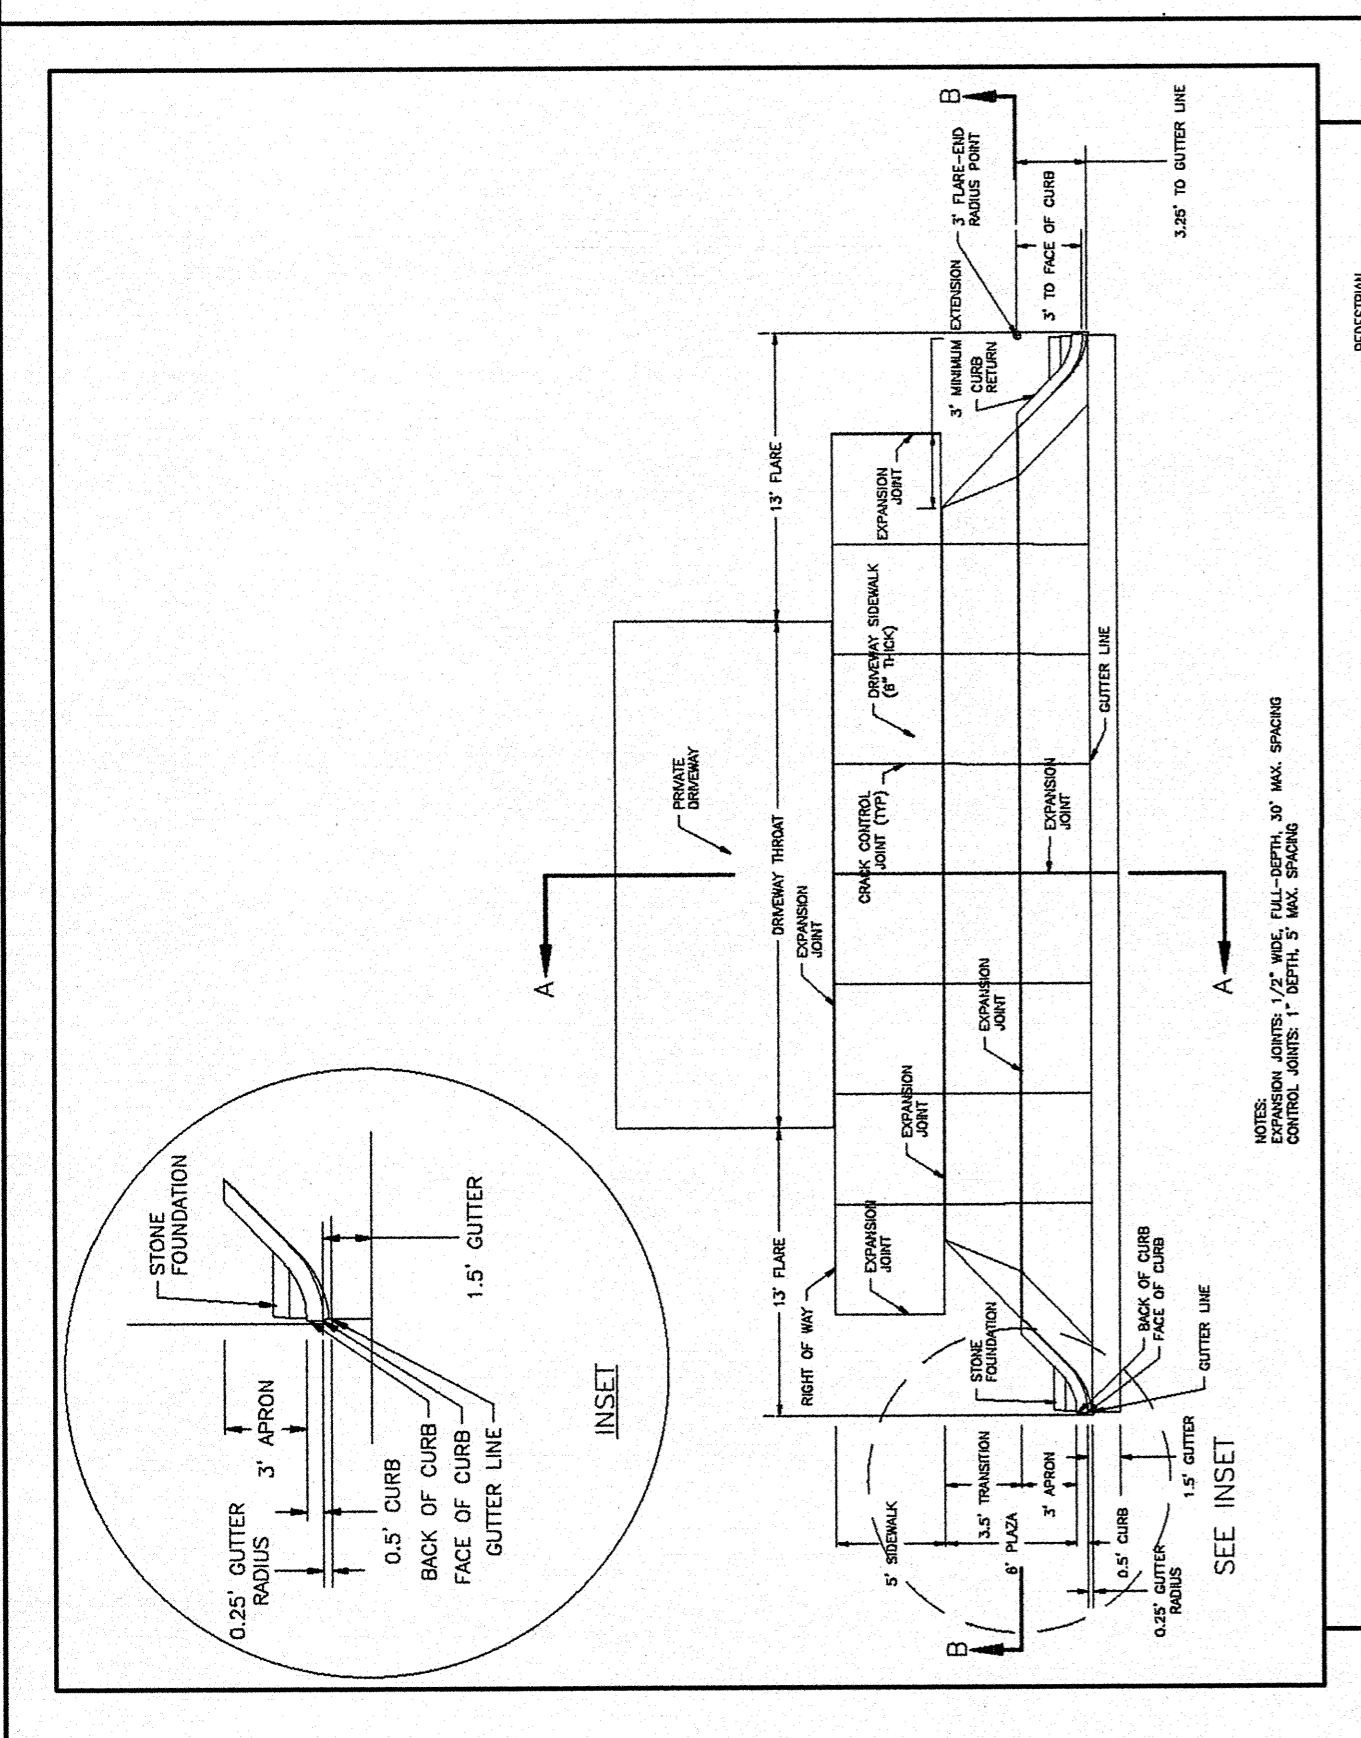 STONE
FOUNDATION
3' APRON
0.25' GUTTER
RADIUS
0.5' CURB
BACK OF CURB
FACE OF CURB
GUTTER LINE
1.5' GUTTER
INSET
A
PRIVATE
DRIVEWAY
13' FLARE
DRIVEWAY THROAT
13' FLARE
RIGHT OF WAY
EXPANSION
JOINT
EXPANSION
JOINT
EXPANSION
JOINT
EXPANSION
JOINT
EXPANSION
JOINT
EXPANSION
JOINT
CRACK CONTROL
JOINT (TYP)
DRIVEWAY SIDEWALK
(6" THICK)
3' MINIMUM EXTENSION
CURB
RETURN
3' FLARE-END
RADIUS POINT
B
3' TO FACE OF CURB
3.25' TO GUTTER LINE
GUTTER LINE
A
5' SIDEWALK
3.5' TRANSITION
6' PLAZA
3' APRON
STONE
FOUNDATION
B
0.5' CURB
0.25' GUTTER
RADIUS
1.5' GUTTER
BACK OF CURB
FACE OF CURB
GUTTER LINE
SEE INSET
NOTES:
EXPANSION JOINTS: 1/2" WIDE, FULL-DEPTH, 30' MAX. SPACING
CONTROL JOINTS: 1" DEPTH, 5' MAX. SPACING
PEDESTRIAN